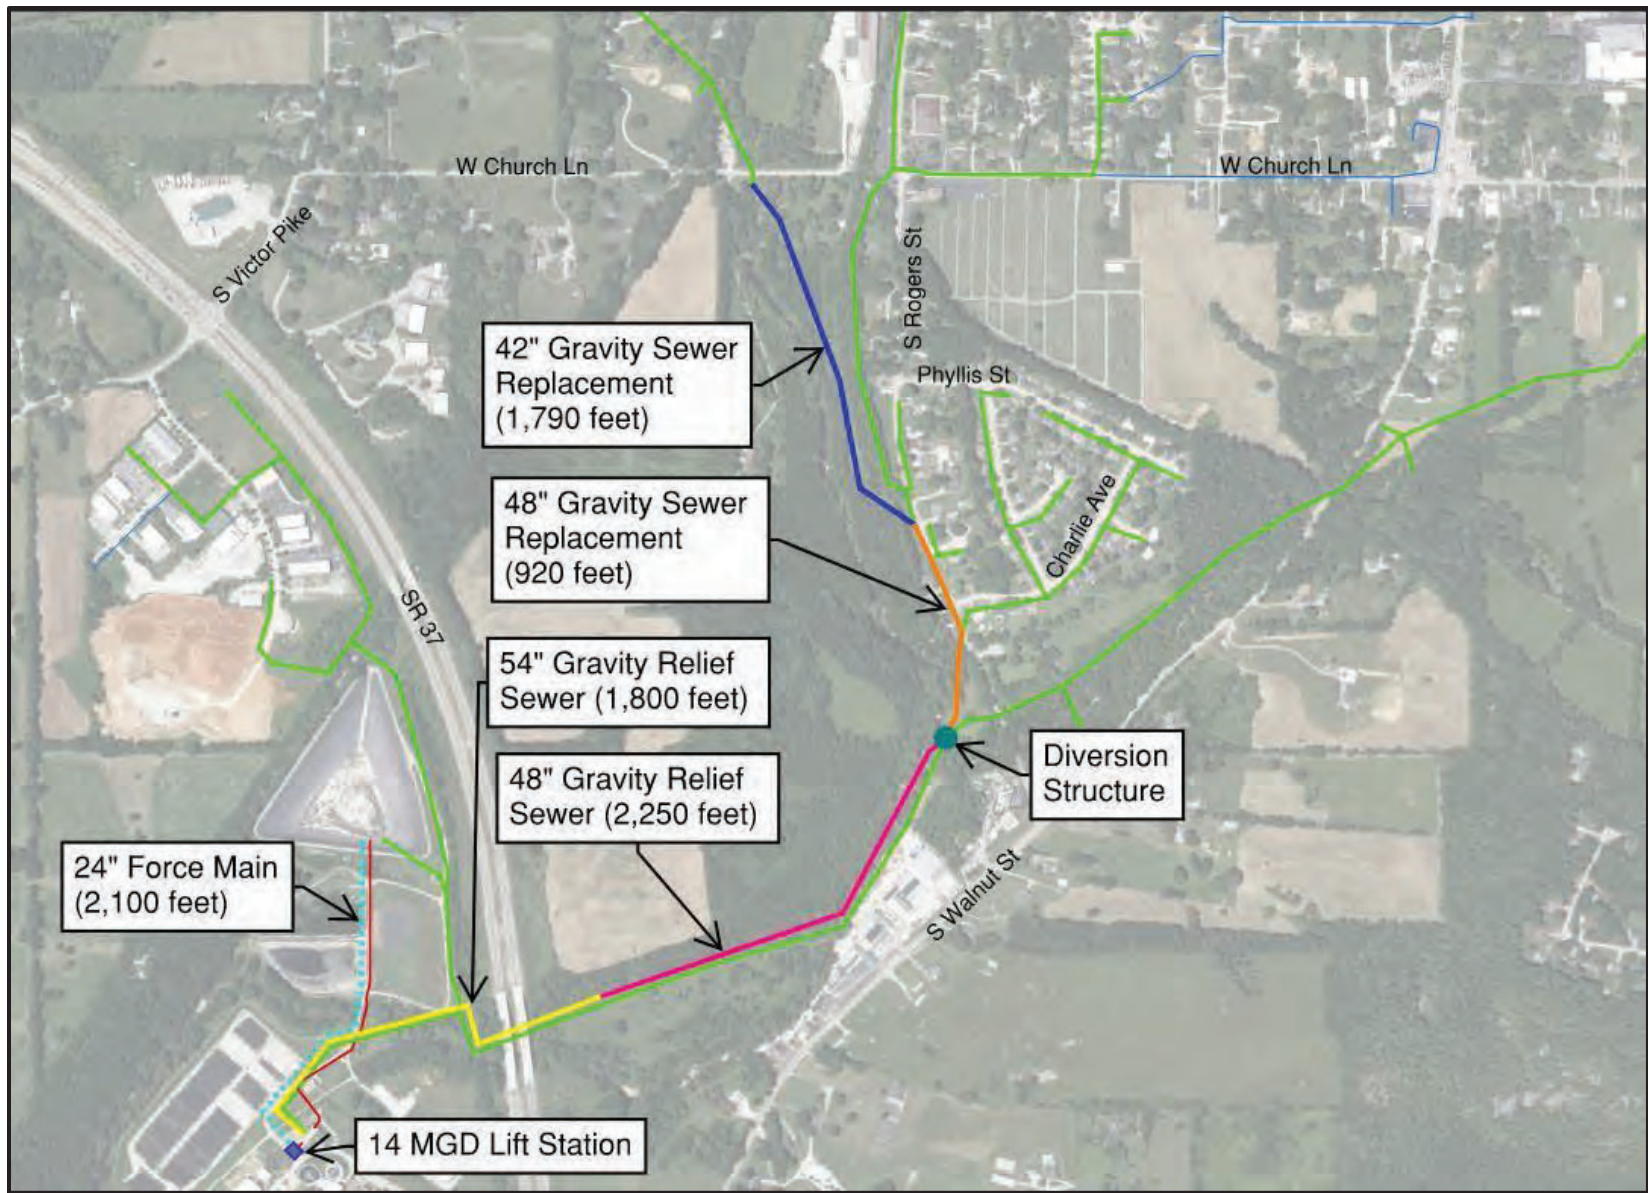 W Church Ln
W Church Ln
S Victor Pike
S Rogers St
42" Gravity Sewer
Replacement
(1,790 feet)
Phyllis St
48" Gravity Sewer
Replacement
(920 feet)
Charlie Ave
SR 37
54" Gravity Relief
Sewer (1,800 feet)
48" Gravity Relief
Sewer (2,250 feet)
Diversion
Structure
24" Force Main
(2,100 feet)
S Walnut St
14 MGD Lift Station